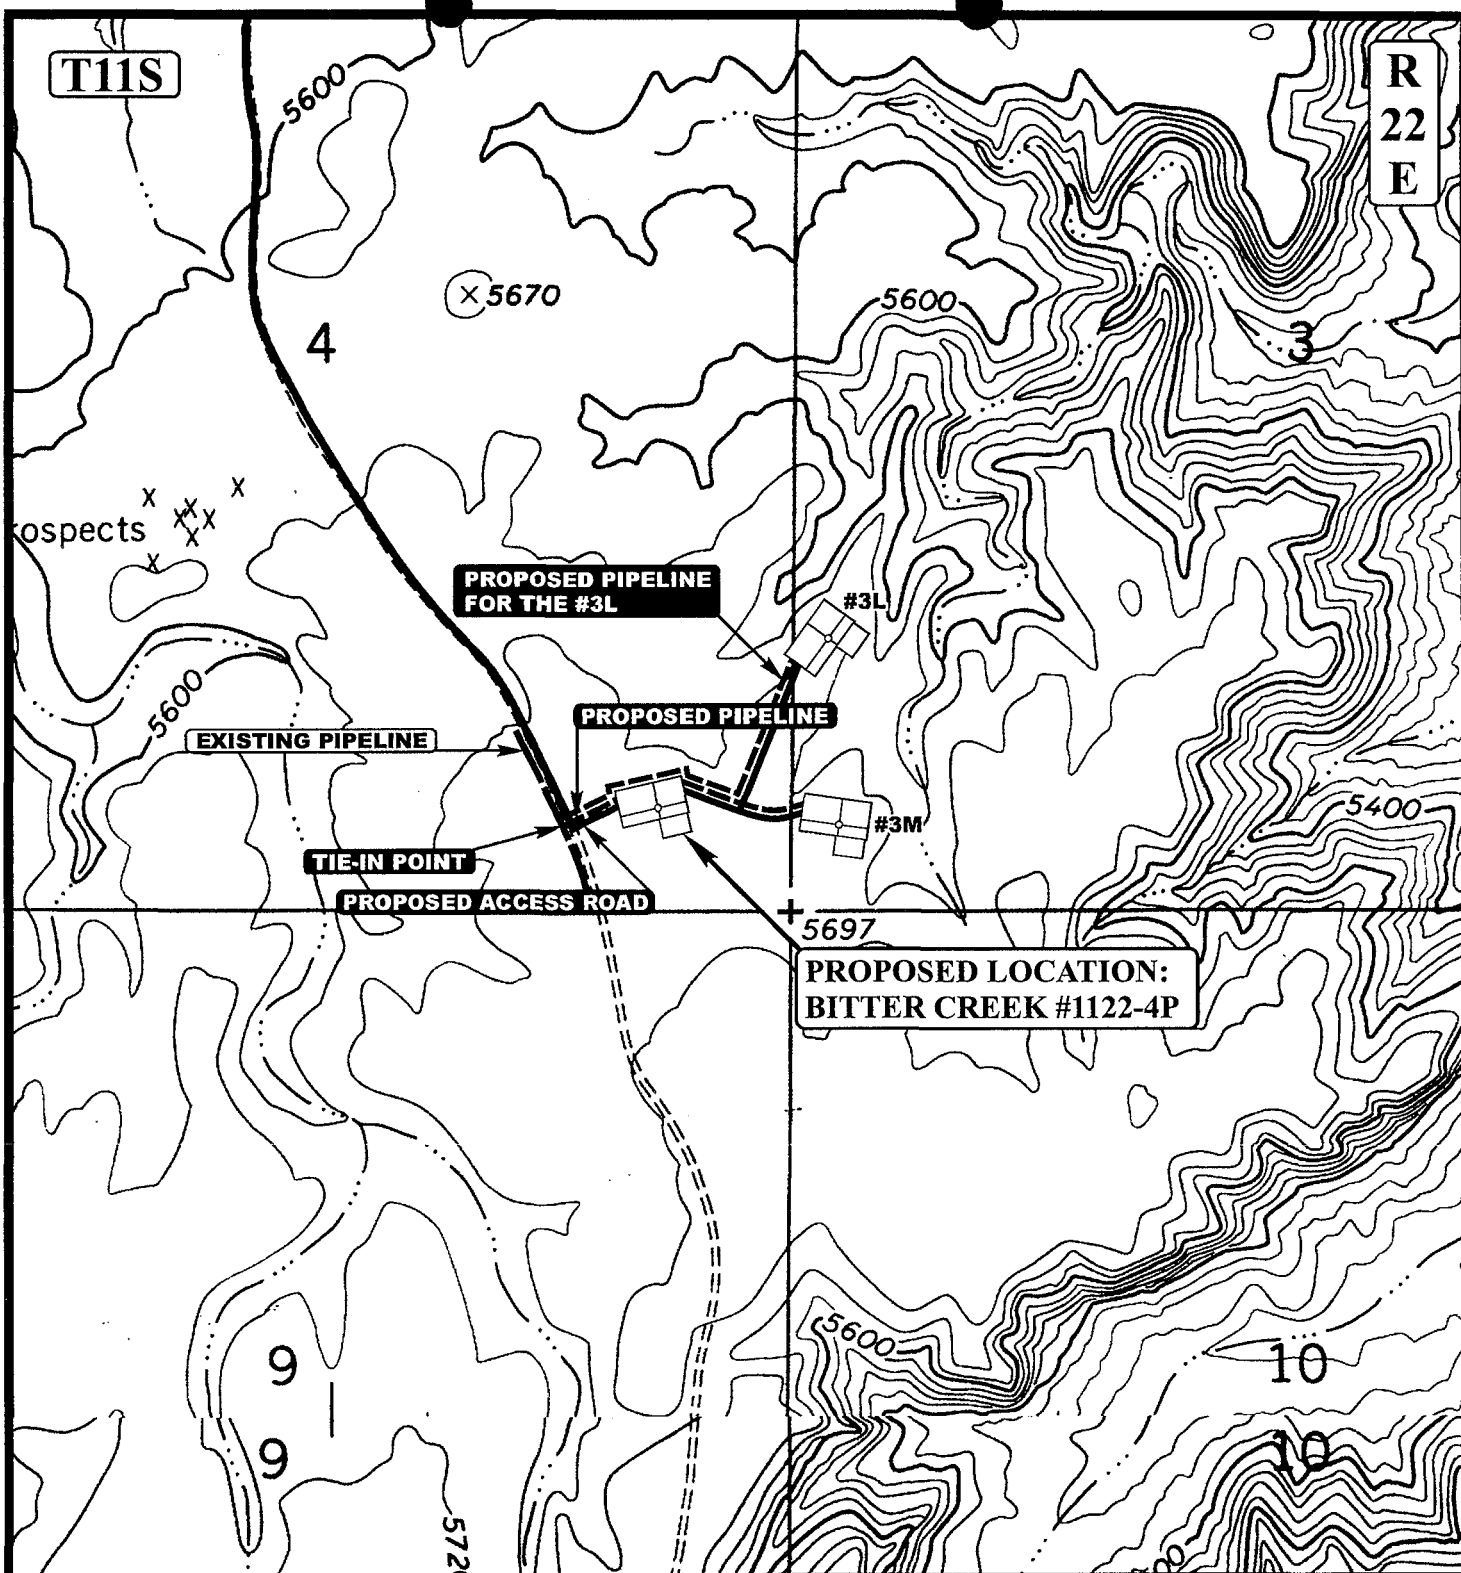 T11S
R
22
E
5600
5670
5600
4
3
ospects
PROPOSED PIPELINE
FOR THE #3L
#3L
5600
PROPOSED PIPELINE
EXISTING PIPELINE
5400
#3M
TIE-IN POINT
PROPOSED ACCESS ROAD
5697
PROPOSED LOCATION:
BITTER CREEK #1122-4P
5600
9
10
9
10
572
00